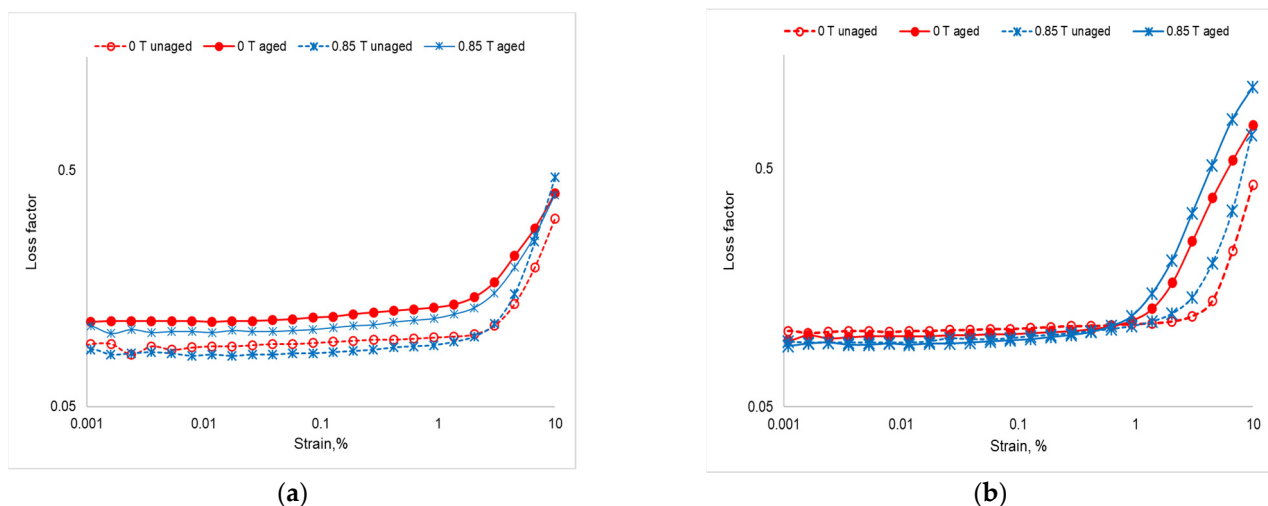 0 T unaged 0 T aged 0.85 T unaged 0.85 T aged
0.5
0.05
Loss factor
0.001 0.01 0.1 1 10
Strain,%
(a)
0 T unaged 0 T aged 0.85 T unaged 0.85 T aged
0.5
0.05
Loss factor
0.001 0.01 0.1 1 10
Strain, %
(b)